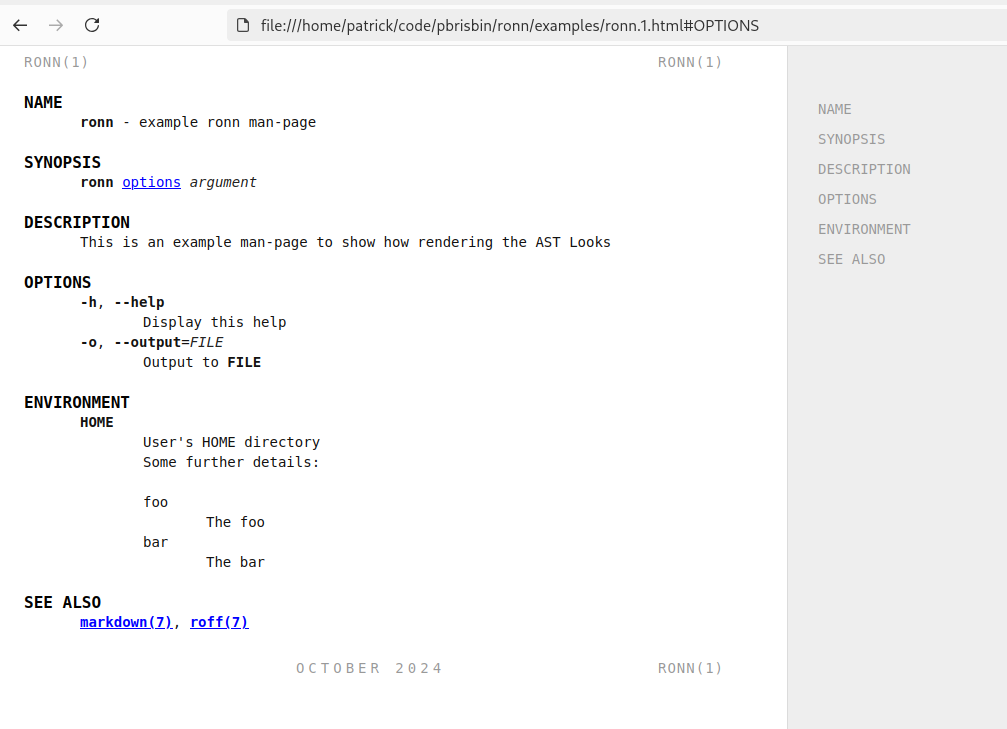 file:///home/patrick/code/pbrisbin/ronn/examples/ronn.1.html#OPTIONS
RONN(1) RONN(1)
NAME
ronn - example ronn man-page
SYNOPSIS
ronn options argument
DESCRIPTION
This is an example man-page to show how rendering the AST Looks
OPTIONS
-h, --help
Display this help
-o, --output=FILE
Output to FILE
ENVIRONMENT
HOME
User's HOME directory
Some further details:
foo
The foo
bar
The bar
SEE ALSO
markdown(7), roff(7)
OCTOBER 2024 RONN(1)
NAME
SYNOPSIS
DESCRIPTION
OPTIONS
ENVIRONMENT
SEE ALSO